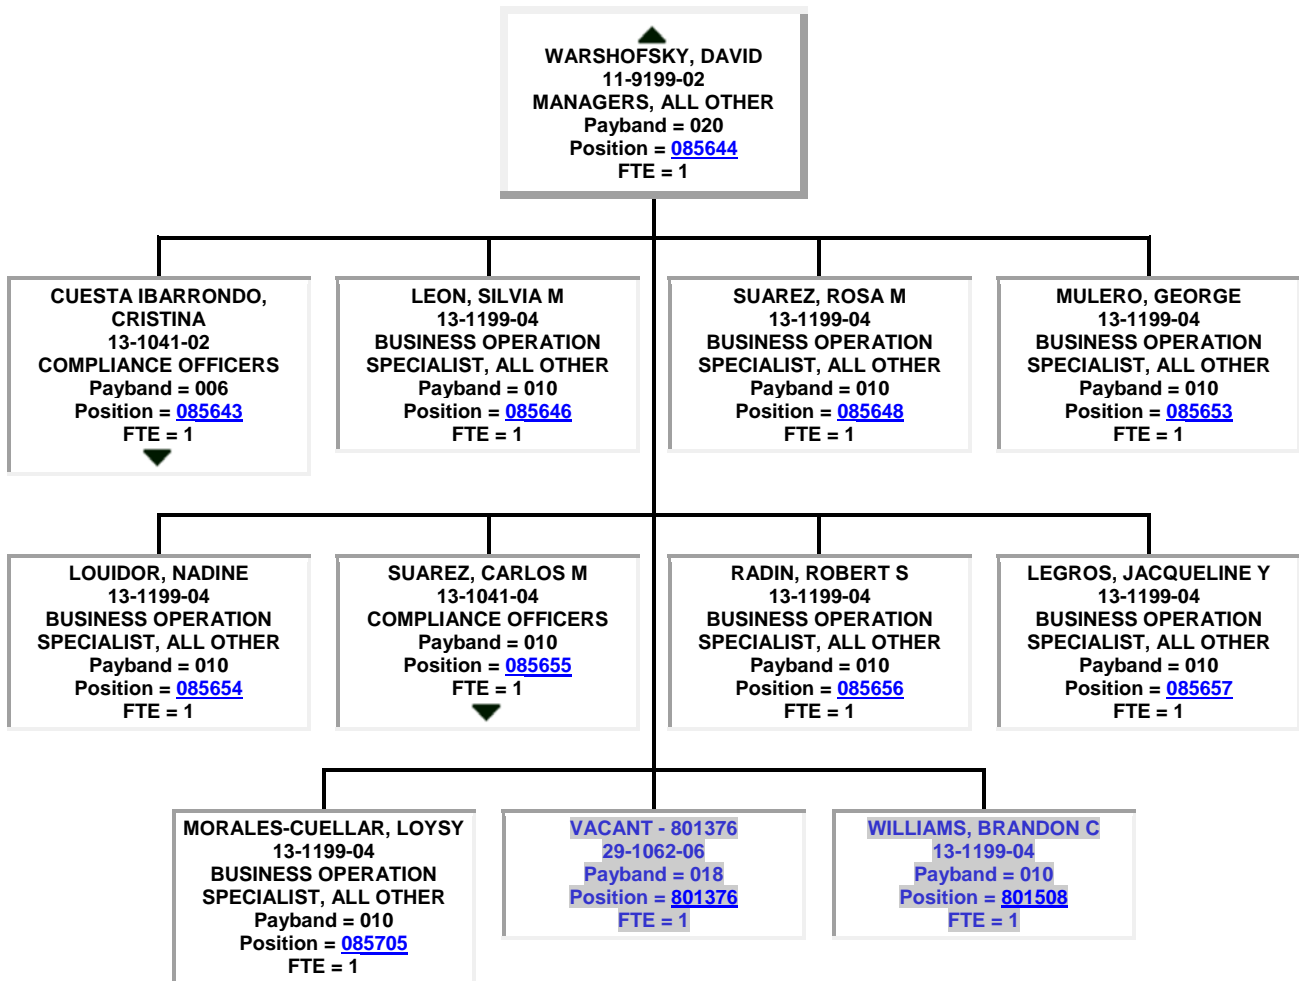 WARSHOFSKY, DAVID
11-9199-02
MANAGERS, ALL OTHER
Payband = 020
Position = 085644
FTE = 1
CUESTA IBARRONDO,
CRISTINA
13-1041-02
COMPLIANCE OFFICERS
Payband = 006
Position = 085643
FTE = 1
LEON, SILVIA M
13-1199-04
BUSINESS OPERATION
SPECIALIST, ALL OTHER
Payband = 010
Position = 085646
FTE = 1
SUAREZ, ROSA M
13-1199-04
BUSINESS OPERATION
SPECIALIST, ALL OTHER
Payband = 010
Position = 085648
FTE = 1
MULERO, GEORGE
13-1199-04
BUSINESS OPERATION
SPECIALIST, ALL OTHER
Payband = 010
Position = 085653
FTE = 1
LOUIDOR, NADINE
13-1199-04
BUSINESS OPERATION
SPECIALIST, ALL OTHER
Payband = 010
Position = 085654
FTE = 1
SUAREZ, CARLOS M
13-1041-04
COMPLIANCE OFFICERS
Payband = 010
Position = 085655
FTE = 1
RADIN, ROBERT S
13-1199-04
BUSINESS OPERATION
SPECIALIST, ALL OTHER
Payband = 010
Position = 085656
FTE = 1
LEGROS, JACQUELINE Y
13-1199-04
BUSINESS OPERATION
SPECIALIST, ALL OTHER
Payband = 010
Position = 085657
FTE = 1
MORALES-CUELLAR, LOYSY
13-1199-04
BUSINESS OPERATION
SPECIALIST, ALL OTHER
Payband = 010
Position = 085705
FTE = 1
VACANT - 801376
29-1062-06
Payband = 018
Position = 801376
FTE = 1
WILLIAMS, BRANDON C
13-1199-04
Payband = 010
Position = 801508
FTE = 1